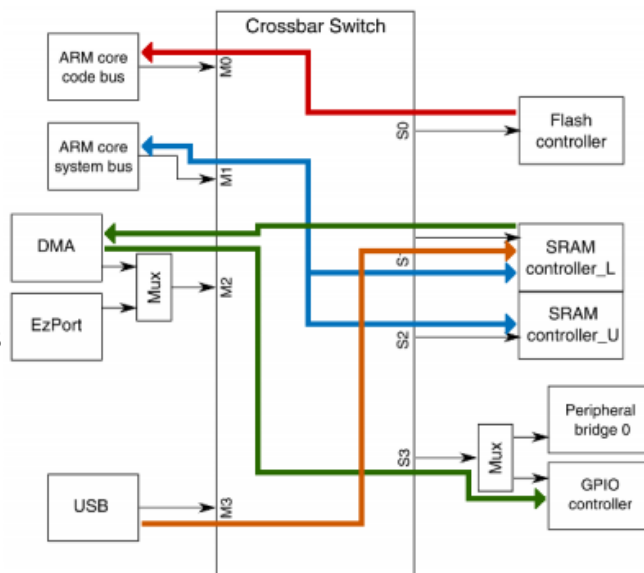 Crossbar Switch
ARM core
code bus
M0
S0
Flash
controller
ARM core
system bus
M1
DMA
Mux
M2
EzPort
SRAM
controller_L
SRAM
controller_U
S2
S3
Mux
Peripheral
bridge 0
GPIO
controller
USB
M3